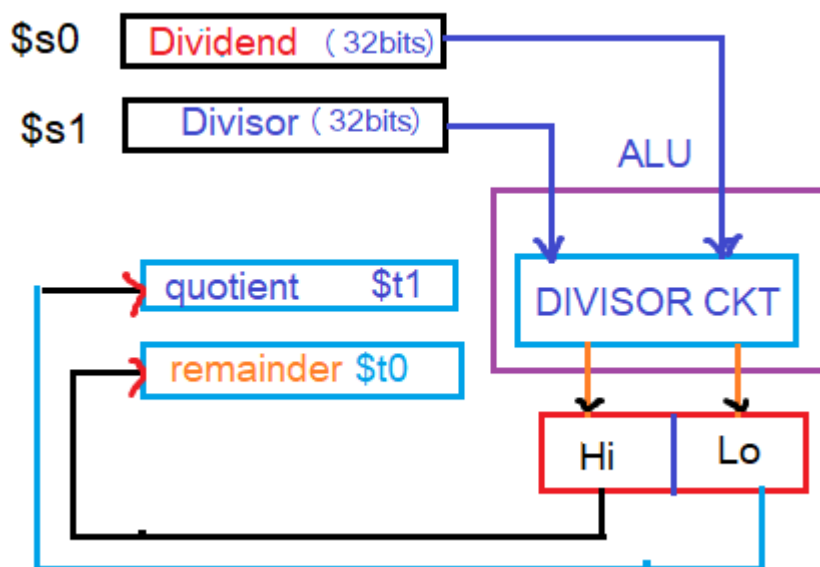 $s0 Dividend (32bits)
$s1 Divisor (32bits)
ALU
quotient $t1
DIVISOR CKT
remainder $t0
Hi Lo